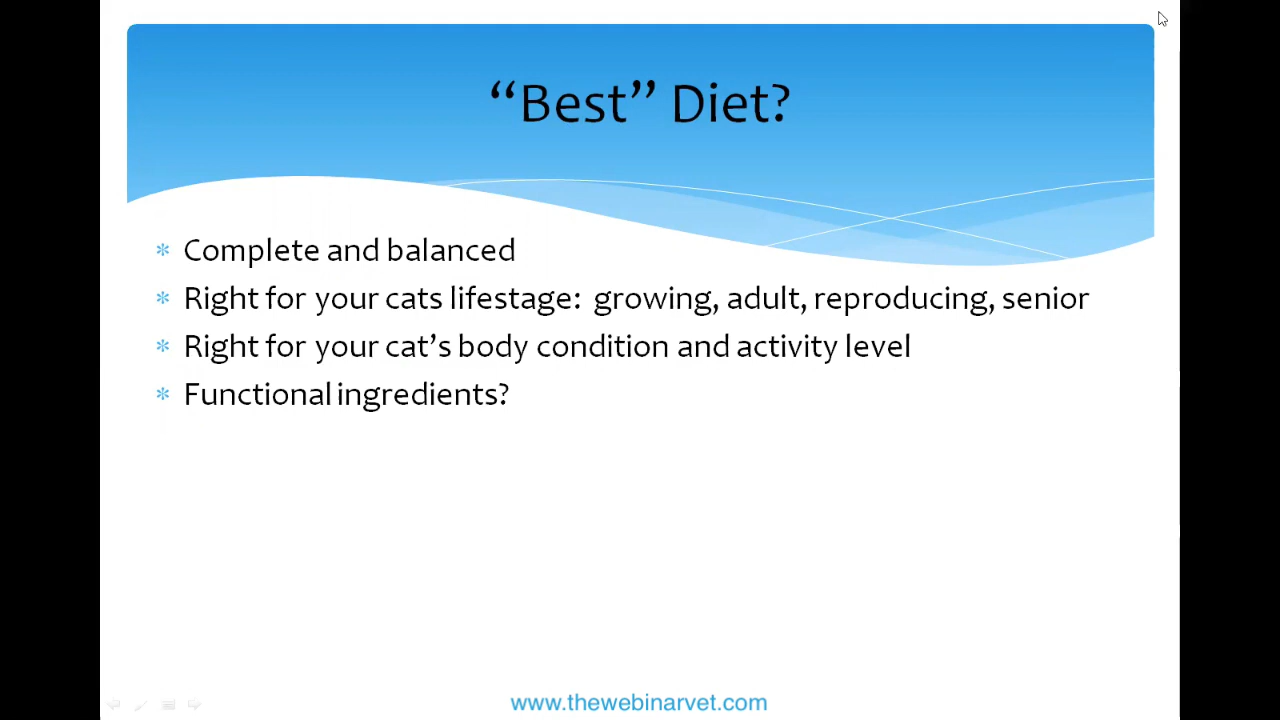 “Best” Diet?
* Complete and balanced
* Right for your cats lifestage:  growing, adult, reproducing, senior
* Right for your cat’s body condition and activity level
* Functional ingredients?
www.thewebinarvet.com